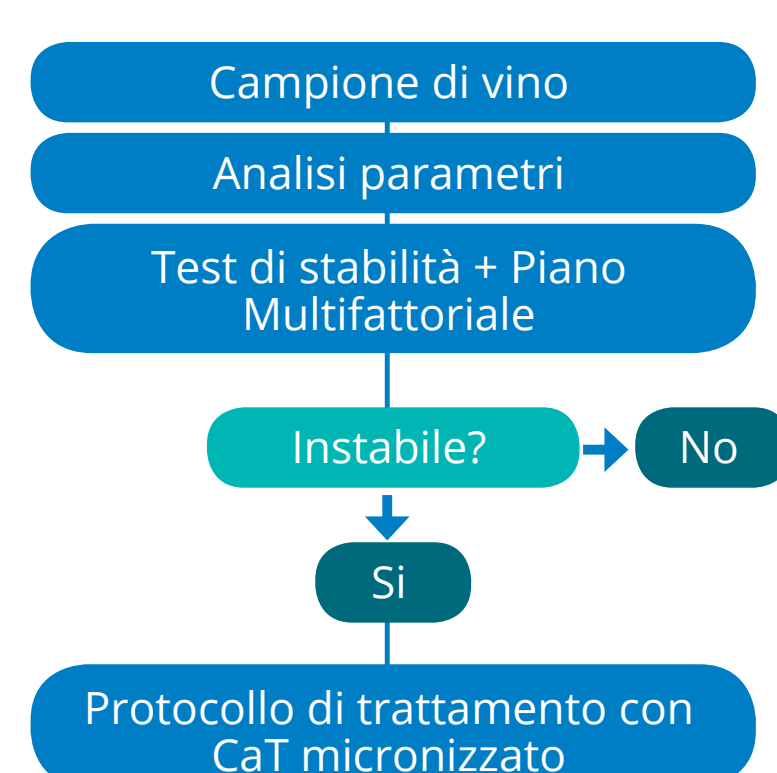 Campione di vino
Analisi parametri
Test di stabilità + Piano
Multifattoriale
Instabile?
No
Si
Protocollo di trattamento con
CaT micronizzato